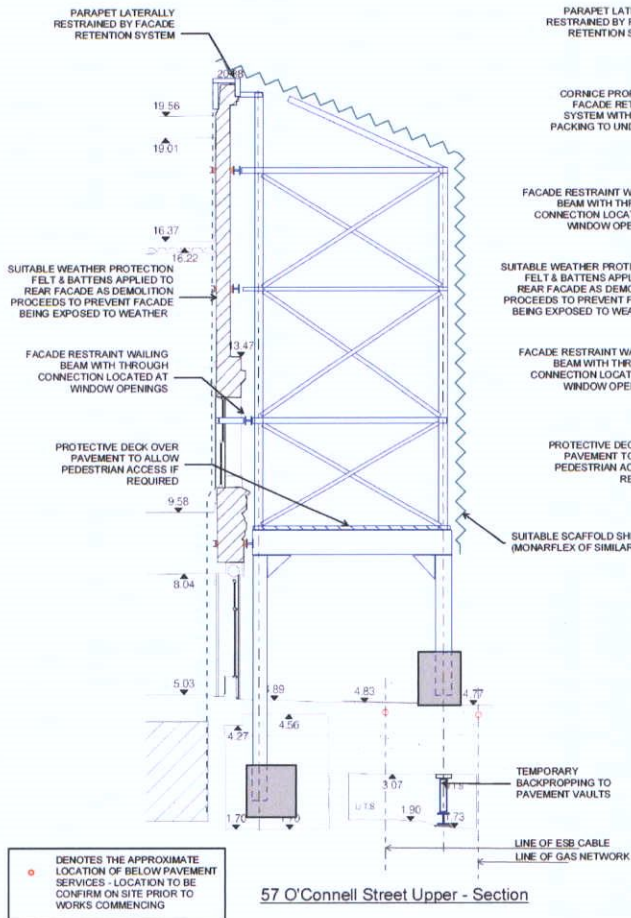 PARAPET LATERALLY
RESTRAINED BY FACADE
RETENTION SYSTEM
19.56
19.01
16.37
16.22
SUITABLE WEATHER PROTECTION
FELT & BATTENS APPLIED TO
REAR FACADE AS DEMOLITION
PROCEEDS TO PREVENT FACADE
BEING EXPOSED TO WEATHER
13.47
FACADE RESTRAINT WAILING
BEAM WITH THROUGH
CONNECTION LOCATED AT
WINDOW OPENINGS
PROTECTIVE DECK OVER
PAVEMENT TO ALLOW
PEDESTRIAN ACCESS IF
REQUIRED
9.58
8.04
5.03
4.89
4.83
4.77
4.56
4.27
3.07
U.T.S
1.90
1.70
PARAPET LATE
RESTRAINED BY F
RETENTION S
CORNICE PROP
FACADE RET
SYSTEM WITH
PACKING TO UND
FACADE RESTRAINT W
BEAM WITH THR
CONNECTION LOCAT
WINDOW OPE
SUITABLE WEATHER PROTE
FELT & BATTENS APPL
REAR FACADE AS DEMO
PROCEEDS TO PREVENT F
BEING EXPOSED TO WEA
FACADE RESTRAINT WA
BEAM WITH THR
CONNECTION LOCAT
WINDOW OPE
PROTECTIVE DEC
PAVEMENT TO
PEDESTRIAN AC
RE
SUITABLE SCAFFOLD SH
(MONARFLEX OF SIMILAR
TEMPORARY
BACKPROPPING TO
PAVEMENT VAULTS
LINE OF ESB CABLE
LINE OF GAS NETWORK
DENOTES THE APPROXIMATE
LOCATION OF BELOW PAVEMENT
SERVICES - LOCATION TO BE
CONFIRM ON SITE PRIOR TO
WORKS COMMENCING
57 O'Connell Street Upper - Section